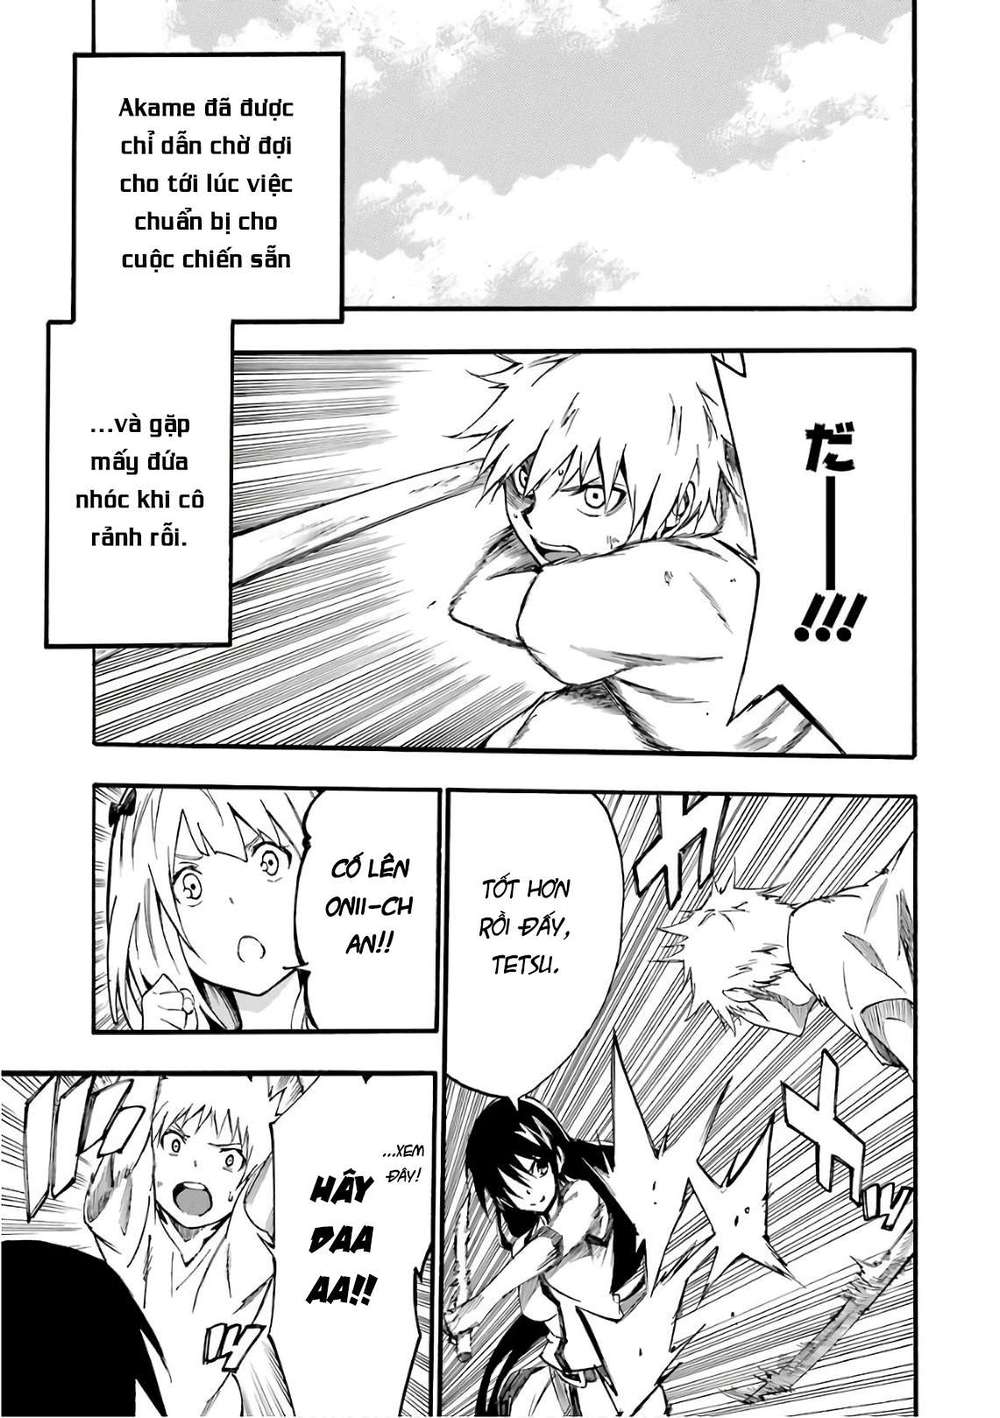 Akame đã được
chỉ dẫn chờ đợi
cho tới lúc việc
chuẩn bị cho
cuộc chiến sẵn
...và gặp
mấy đứa
nhóc khi cô
rảnh rỗi.
だ
ー
!!!
TỐT HƠN
RỒI ĐẤY,
TETSU.
CỐ LÊN
ONII-CH
AN!!
...XEM
ĐÂY!
HÂY
DAA
AA!!